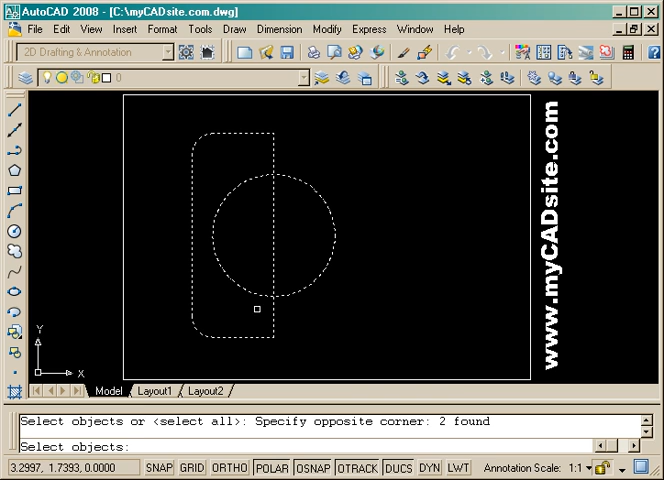 AutoCAD 2008 - [C:\myCADsite.com.dwg]
File Edit View Insert Format Tools Draw Dimension Modify Express Window Help
2D Drafting & Annotation
0
www.myCADsite.com
Y
X
Model Layout1 Layout2
Select objects or <select all>: Specify opposite corner: 2 found
Select objects:
3.2997, 1.7393, 0.0000 SNAP GRID ORTHO POLAR OSNAP OTRACK DUCS DYN LWT Annotation Scale: 1:1